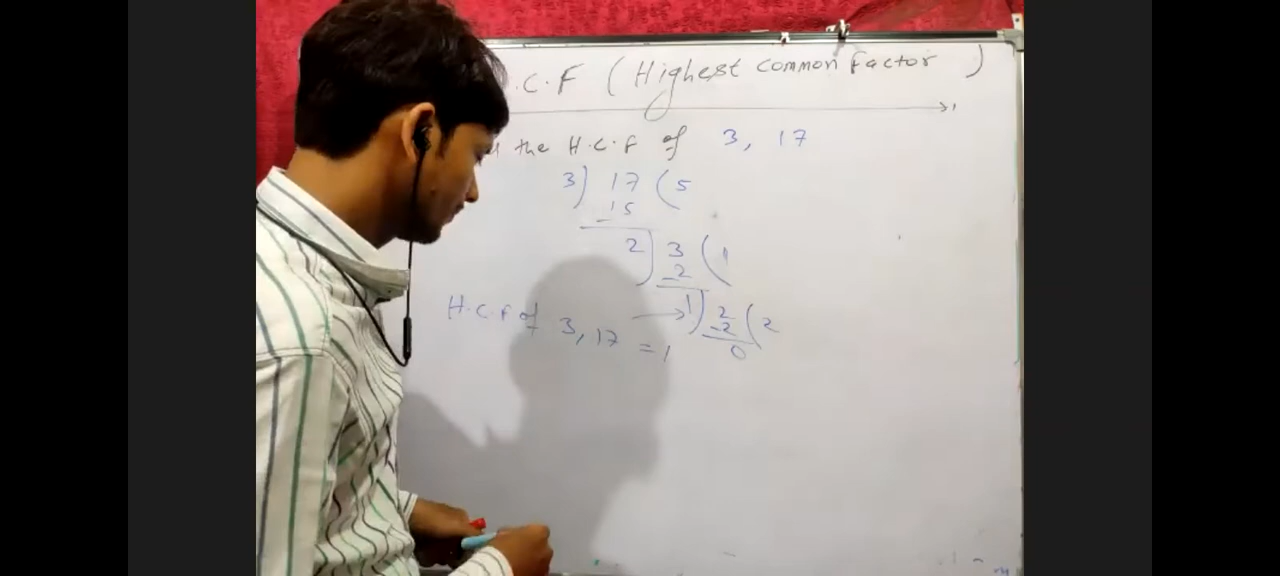 .C.F ( Highest common factor )
the H.C.F of 3, 17
3) 17 ( 5
15
2) 3 ( 1
-2
H.C.F of 3, 17 = 1
1) 2 ( 2
-2
0